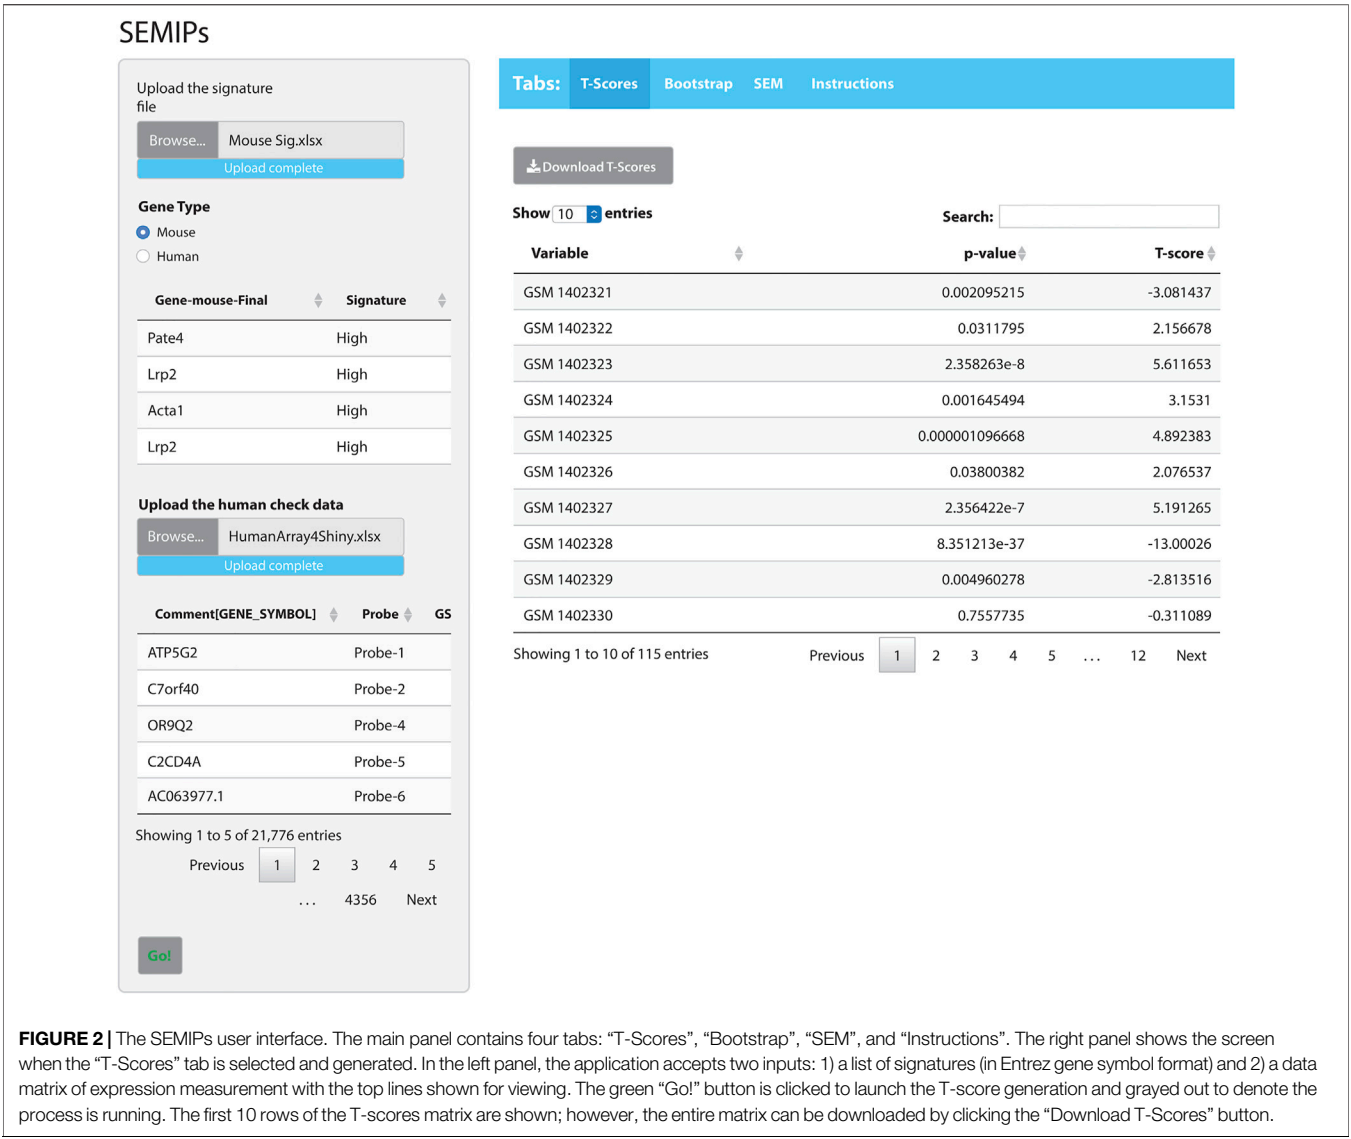 SEMIPs
Upload the signature
file
Browse... Mouse Sig.xlsx
Upload complete
Gene Type
Mouse
Human
Gene-mouse-Final Signature
Pate4 High
Lrp2 High
Acta1 High
Lrp2 High
Upload the human check data
Browse... HumanArray4Shiny.xlsx
Upload complete
Comment[GENE_SYMBOL] Probe GS
ATP5G2 Probe-1
C7orf40 Probe-2
OR9Q2 Probe-4
C2CD4A Probe-5
AC063977.1 Probe-6
Showing 1 to 5 of 21,776 entries
Previous 1 2 3 4 5
... 4356 Next
Go!
Tabs: T-Scores Bootstrap SEM Instructions
Download T-Scores
Show 10 entries
Search:
Variable p-value T-score
GSM 1402321 0.002095215 -3.081437
GSM 1402322 0.0311795 2.156678
GSM 1402323 2.358263e-8 5.611653
GSM 1402324 0.001645494 3.1531
GSM 1402325 0.000001096668 4.892383
GSM 1402326 0.03800382 2.076537
GSM 1402327 2.356422e-7 5.191265
GSM 1402328 8.351213e-37 -13.00026
GSM 1402329 0.004960278 -2.813516
GSM 1402330 0.7557735 -0.311089
Showing 1 to 10 of 115 entries
Previous 1 2 3 4 5 ... 12 Next
FIGURE 2 | The SEMIPs user interface. The main panel contains four tabs: “T-Scores”, “Bootstrap”, “SEM”, and “Instructions”. The right panel shows the screen
when the “T-Scores” tab is selected and generated. In the left panel, the application accepts two inputs: 1) a list of signatures (in Entrez gene symbol format) and 2) a data
matrix of expression measurement with the top lines shown for viewing. The green “Go!” button is clicked to launch the T-score generation and grayed out to denote the
process is running. The first 10 rows of the T-scores matrix are shown; however, the entire matrix can be downloaded by clicking the “Download T-Scores” button.